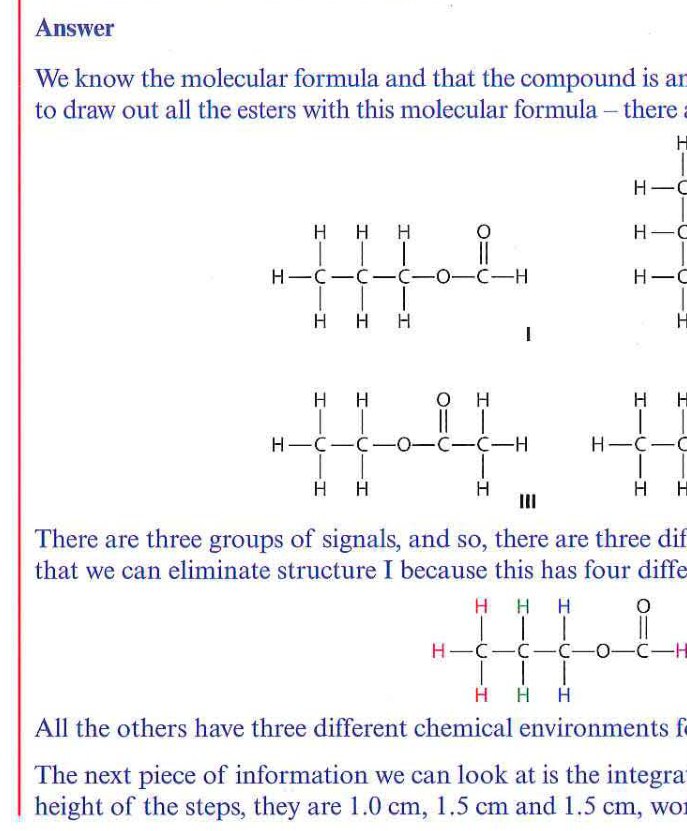 Answer
We know the molecular formula and that the compound is an
to draw out all the esters with this molecular formula – there
H
H—C
H H H O H—C
H—C—C—C—O—C—H H—C
H H H H
I
H H O H H H
H—C—C—O—C—C—H H—C—C
H H H H H
III
There are three groups of signals, and so, there are three dif
that we can eliminate structure I because this has four diffe
H H H O
H—C—C—C—O—C—H
H H H
All the others have three different chemical environments
The next piece of information we can look at is the integra
height of the steps, they are 1.0 cm, 1.5 cm and 1.5 cm,